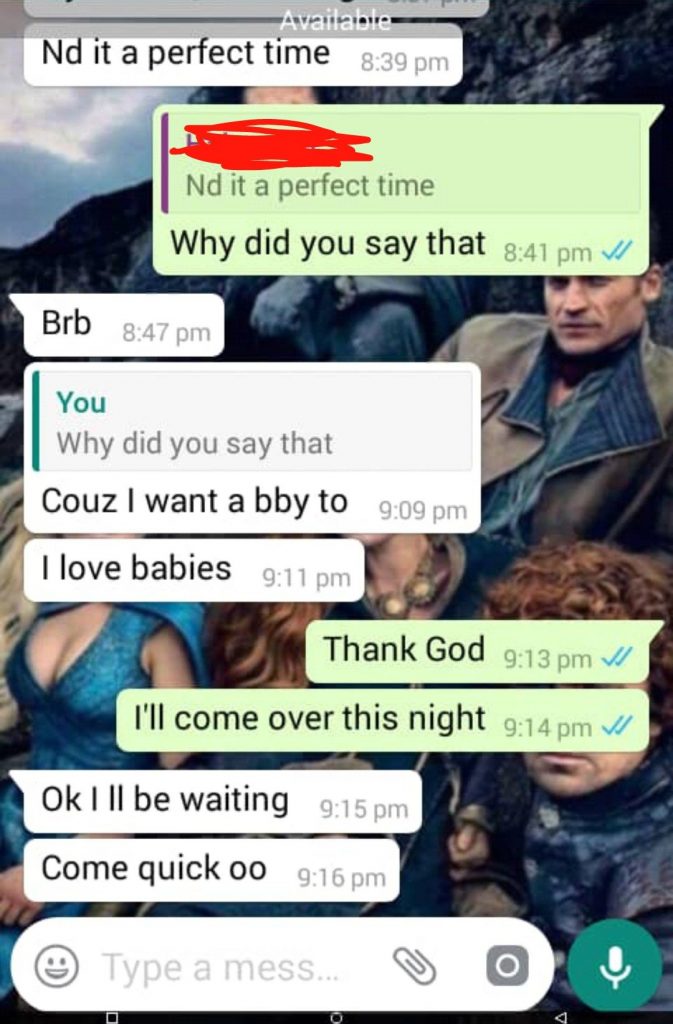 Available
Nd it a perfect time 8:39 pm
Nd it a perfect time
Why did you say that 8:41 pm
Brb 8:47 pm
You
Why did you say that
Couz I want a bby to 9:09 pm
I love babies 9:11 pm
Thank God 9:13 pm
I'll come over this night 9:14 pm
Ok I ll be waiting 9:15 pm
Come quick oo 9:16 pm
Type a mess...